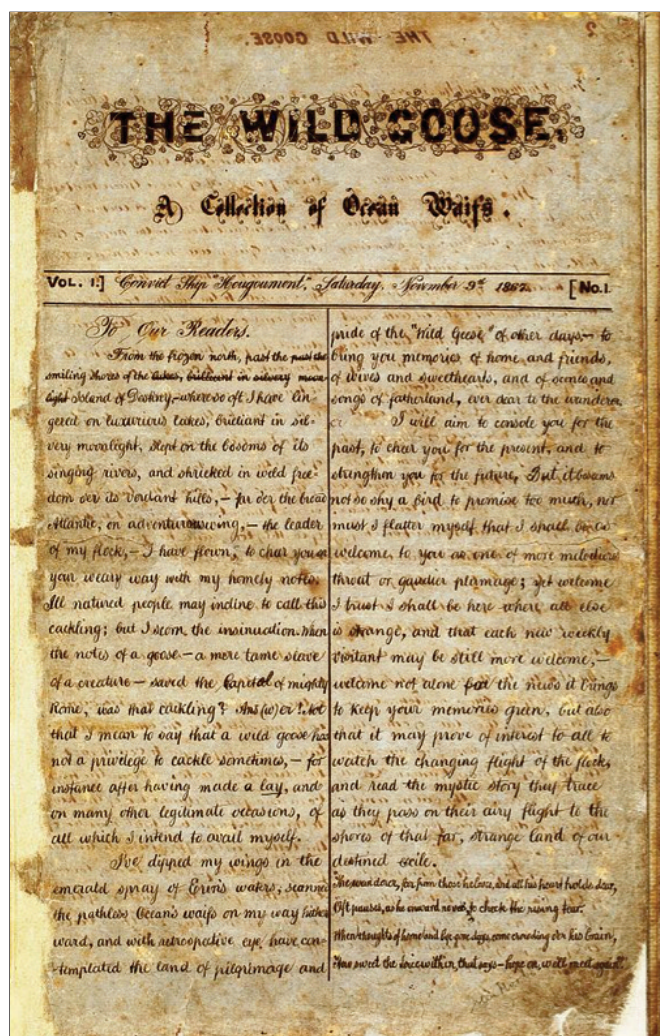 THE WILD GOOSE.
THE WILD GOOSE.
A Collection of Ocean Waifs.
Vol. I.] Convict Ship "Hougoumont", Saturday, November 9th 1867. [No. 1.
To Our Readers.
From the frozen north, past the
smiling shores of the lakes, brilliant in silvery moon-
light Island of Destiny,—where so oft I have lin-
gered on luxurious lakes, brilliant in sil-
very moonlight, slept on the bosoms of its
singing rivers, and shrieked in wild free-
dom o'er its verdant hills,— for o'er the broad
Atlantic, on adventurous wing,— the leader
of my flock,— I have flown, to cheer you on
your weary way with my homely notes.
Ill natured people may incline to call this
cackling; but I scorn the insinuation. When
the notes of a goose — a mere tame slave
of a creature — saved the Capitol of mighty
Rome, was that cackling? Ans(w)er! Not
that I mean to say that a wild goose has
not a privilege to cackle sometimes,— for
instance after having made a lay, and
on many other legitimate occasions, of
all which I intend to avail myself.
I've dipped my wings in the
emerald spray of Erin's waters, scanned
the pathless Ocean's waifs on my way hither
ward, and with retrospective eye, have con-
templated the land of pilgrimage and
pride of the "Wild Geese" of other days,— to
bring you memories of home and friends,
of wives and sweethearts, and of scenes and
songs of fatherland, ever dear to the wanderer.
I will aim to console you for the
past, to cheer you for the present, and to
strengthen you for the future. But it beseems
not so shy a bird to promise too much, nor
must I flatter myself that I shall be as
welcome to you as one of more melodious
throat or gaudier plumage; yet welcome
I trust I shall be here where all else
is strange, and that each new weekly
visitant may be still more welcome,—
welcome not alone for the news it brings
to keep your memories green, but also
that it may prove of interest to all to
watch the changing flight of the flock,
and read the mystic story they trace
as they pass on their airy flight to the
shores of that far, strange land of our
destined exile.
The wanderer, far from those he loves, and all his heart holds dear,
Oft pauses, as he onward moves, to check the rising tear.
When thoughts of home and bye gone days, come crowding o'er his brain,
How sweet the voice within, that says — hope on, we'll meet again!